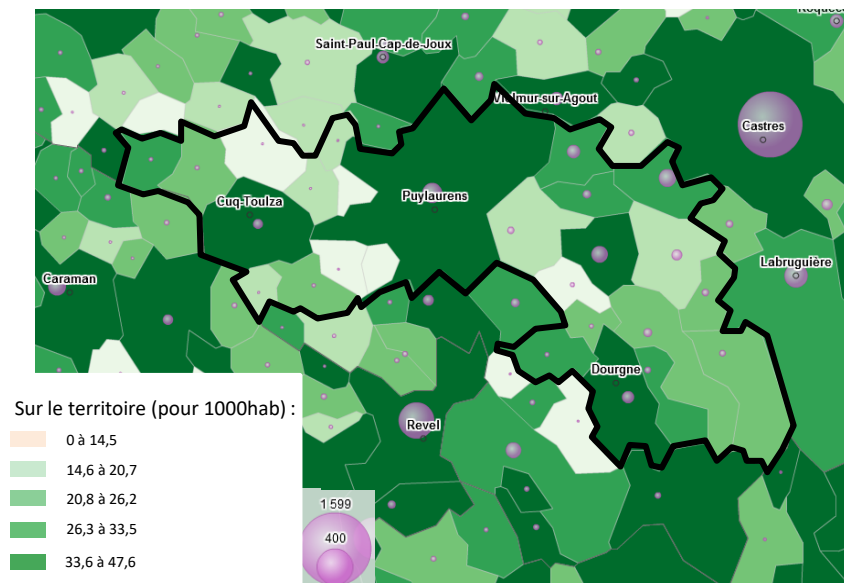 Roquec
Saint-Paul-Cap-de-Joux
Vielmur-sur-Agout
Castres
Puylaurens
Cuq-Toulza
Labruguière
Caraman
Dourgne
Revel
Sur le territoire (pour 1000hab) :
0 à 14,5
14,6 à 20,7
20,8 à 26,2
26,3 à 33,5
33,6 à 47,6
1 599
400